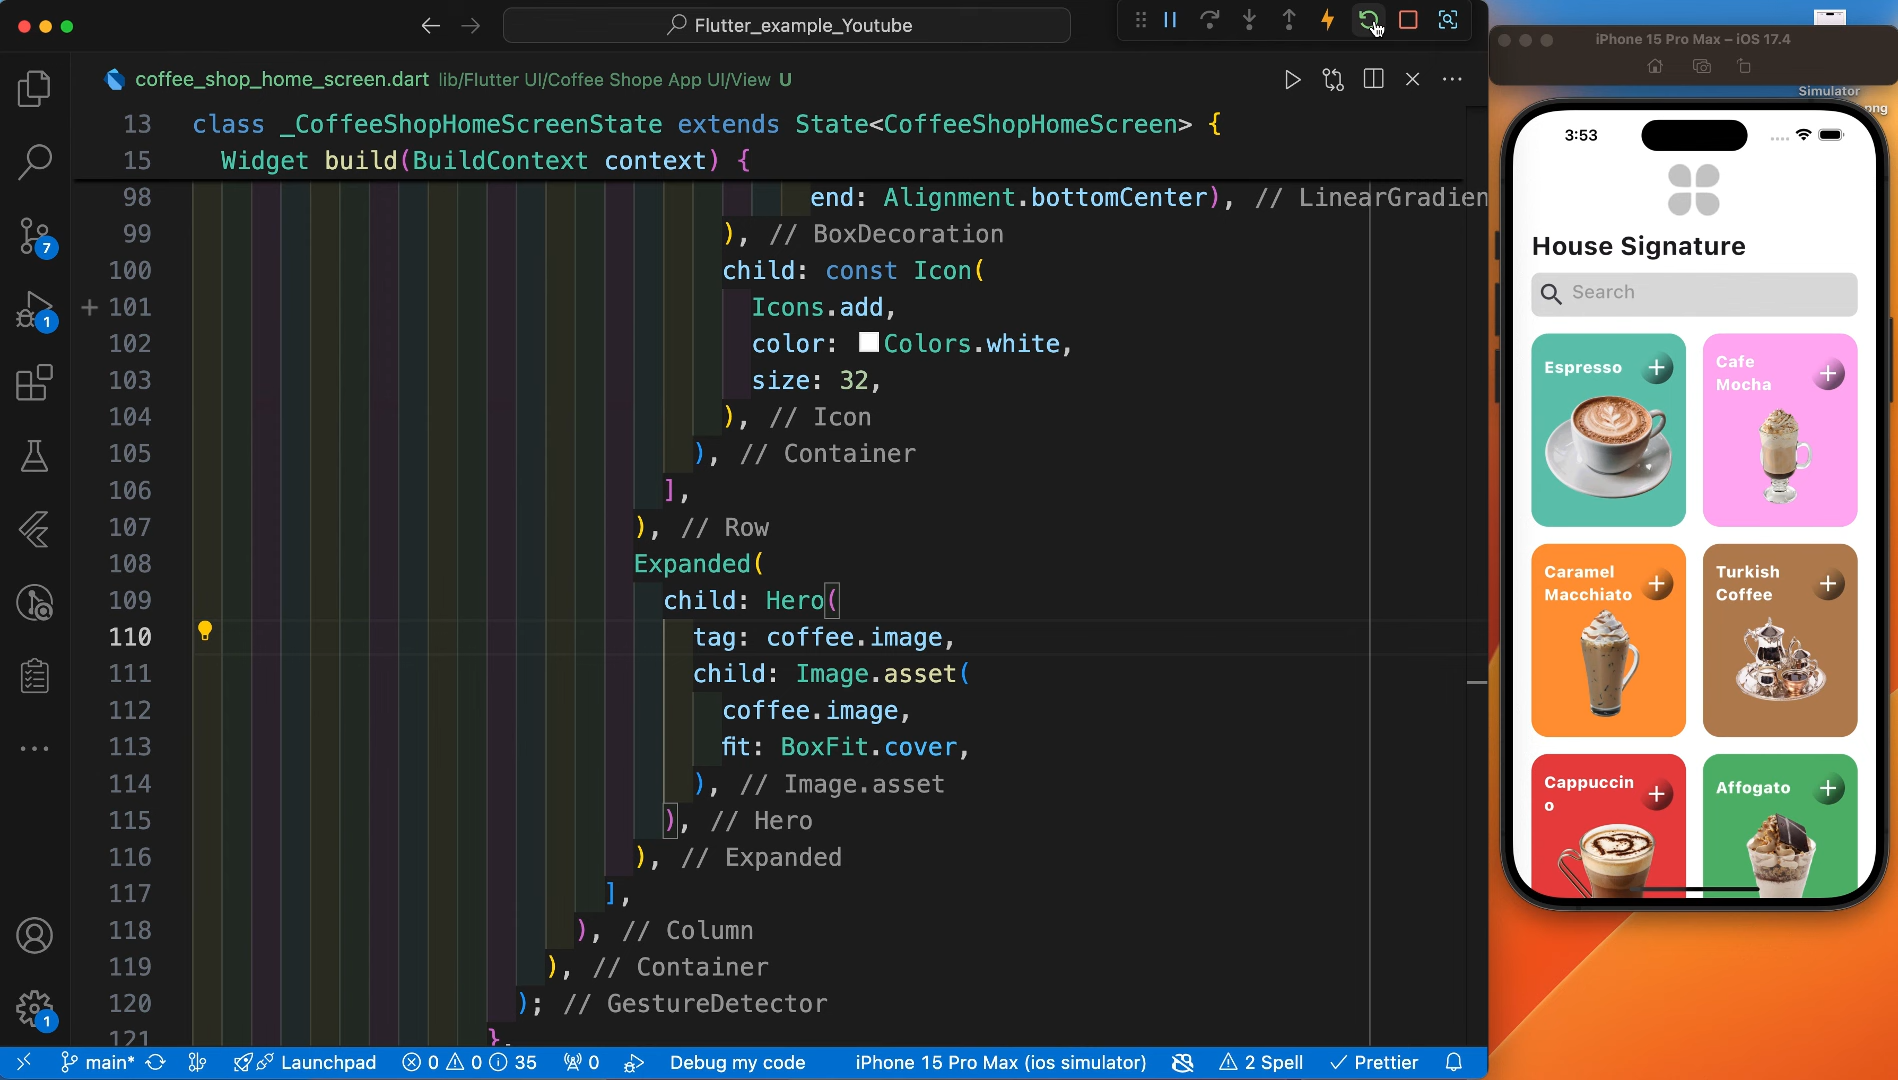 Flutter_example_Youtube
coffee_shop_home_screen.dart lib/Flutter UI/Coffee Shope App UI/View U
13 class _CoffeeShopHomeScreenState extends State<CoffeeShopHomeScreen> {
15 Widget build(BuildContext context) {
98 end: Alignment.bottomCenter), // LinearGradien
99 ), // BoxDecoration
100 child: const Icon(
101 Icons.add,
102 color: Colors.white,
103 size: 32,
104 ), // Icon
105 ), // Container
106 ],
107 ), // Row
108 Expanded(
109 child: Hero(
110 tag: coffee.image,
111 child: Image.asset(
112 coffee.image,
113 fit: BoxFit.cover,
114 ), // Image.asset
115 ), // Hero
116 ), // Expanded
117 ],
118 ), // Column
119 ), // Container
120 ); // GestureDetector
121 },
7
1
1
main* Launchpad 0 0 35 0 Debug my code iPhone 15 Pro Max (ios simulator) 2 Spell Prettier
iPhone 15 Pro Max – iOS 17.4
Simulator
png
3:53
House Signature
Search
Espresso
Cafe
Mocha
Caramel
Macchiato
Turkish
Coffee
Cappuccin
o
Affogato